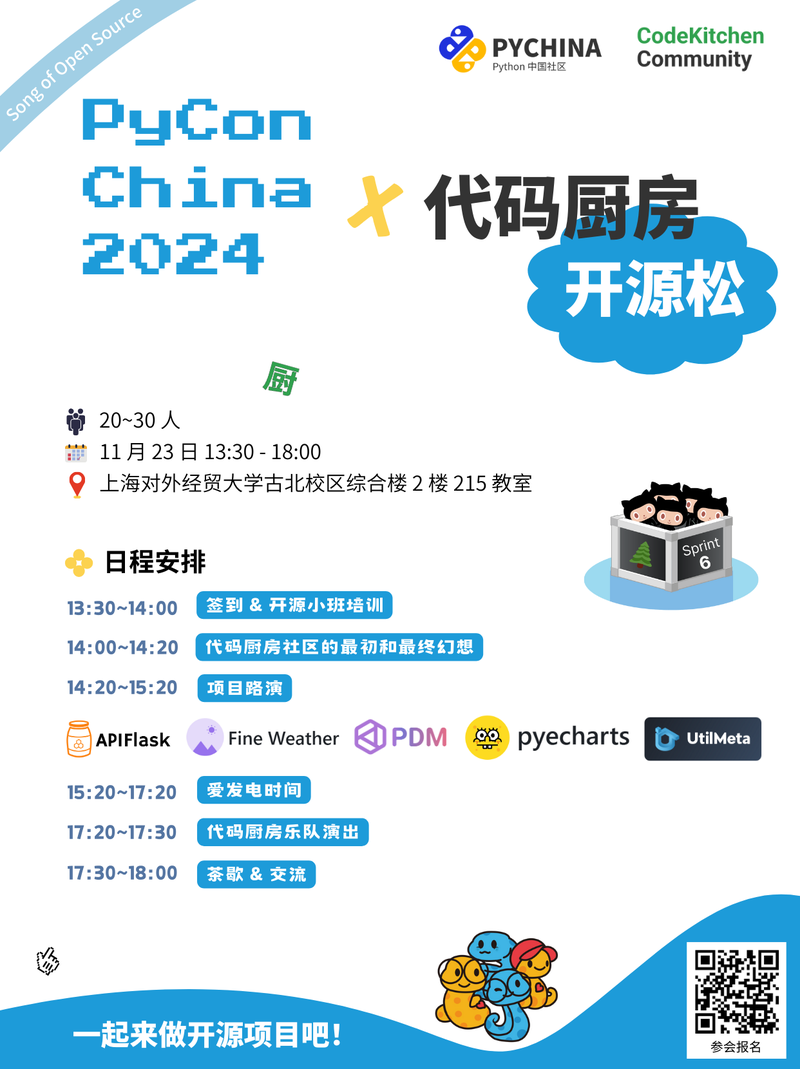 Song of Open Source
PYCHINA
Python 中国社区
CodeKitchen
Community
PyCon
China
2024
X 代码厨房
开源松
厨
20~30 人
11 月 23 日 13:30 - 18:00
上海对外经贸大学古北校区综合楼 2 楼 215 教室
日程安排
13:30~14:00 签到 & 开源小班培训
14:00~14:20 代码厨房社区的最初和最终幻想
14:20~15:20 项目路演
APIFlask Fine Weather PDM pyecharts UtilMeta
15:20~17:20 爱发电时间
17:20~17:30 代码厨房乐队演出
17:30~18:00 茶歇 & 交流
Sprint
6
一起来做开源项目吧！
参会报名